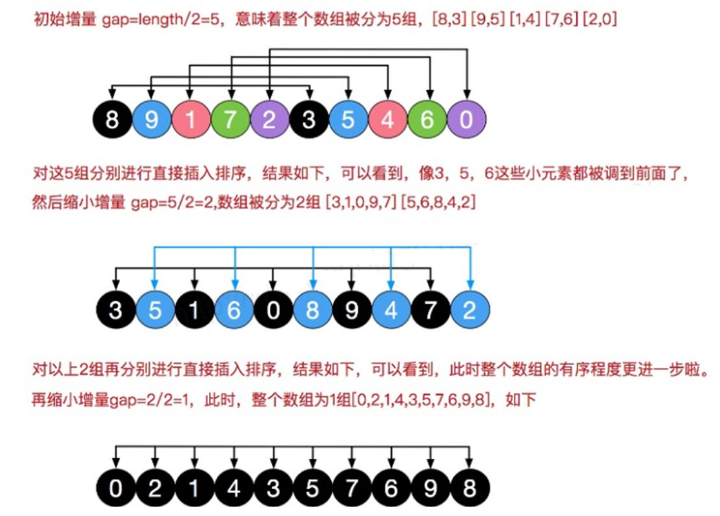 初始增量 gap=length/2=5，意味着整个数组被分为5组，[8,3] [9,5] [1,4] [7,6] [2,0]
8 9 1 7 2 3 5 4 6 0
对这5组分别进行直接插入排序，结果如下，可以看到，像3，5，6这些小元素都被调到前面了，
然后缩小增量 gap=5/2=2,数组被分为2组 [3,1,0,9,7] [5,6,8,4,2]
3 5 1 6 0 8 9 4 7 2
对以上2组再分别进行直接插入排序，结果如下，可以看到，此时整个数组的有序程度更进一步啦。
再缩小增量gap=2/2=1，此时，整个数组为1组[0,2,1,4,3,5,7,6,9,8]，如下
0 2 1 4 3 5 7 6 9 8